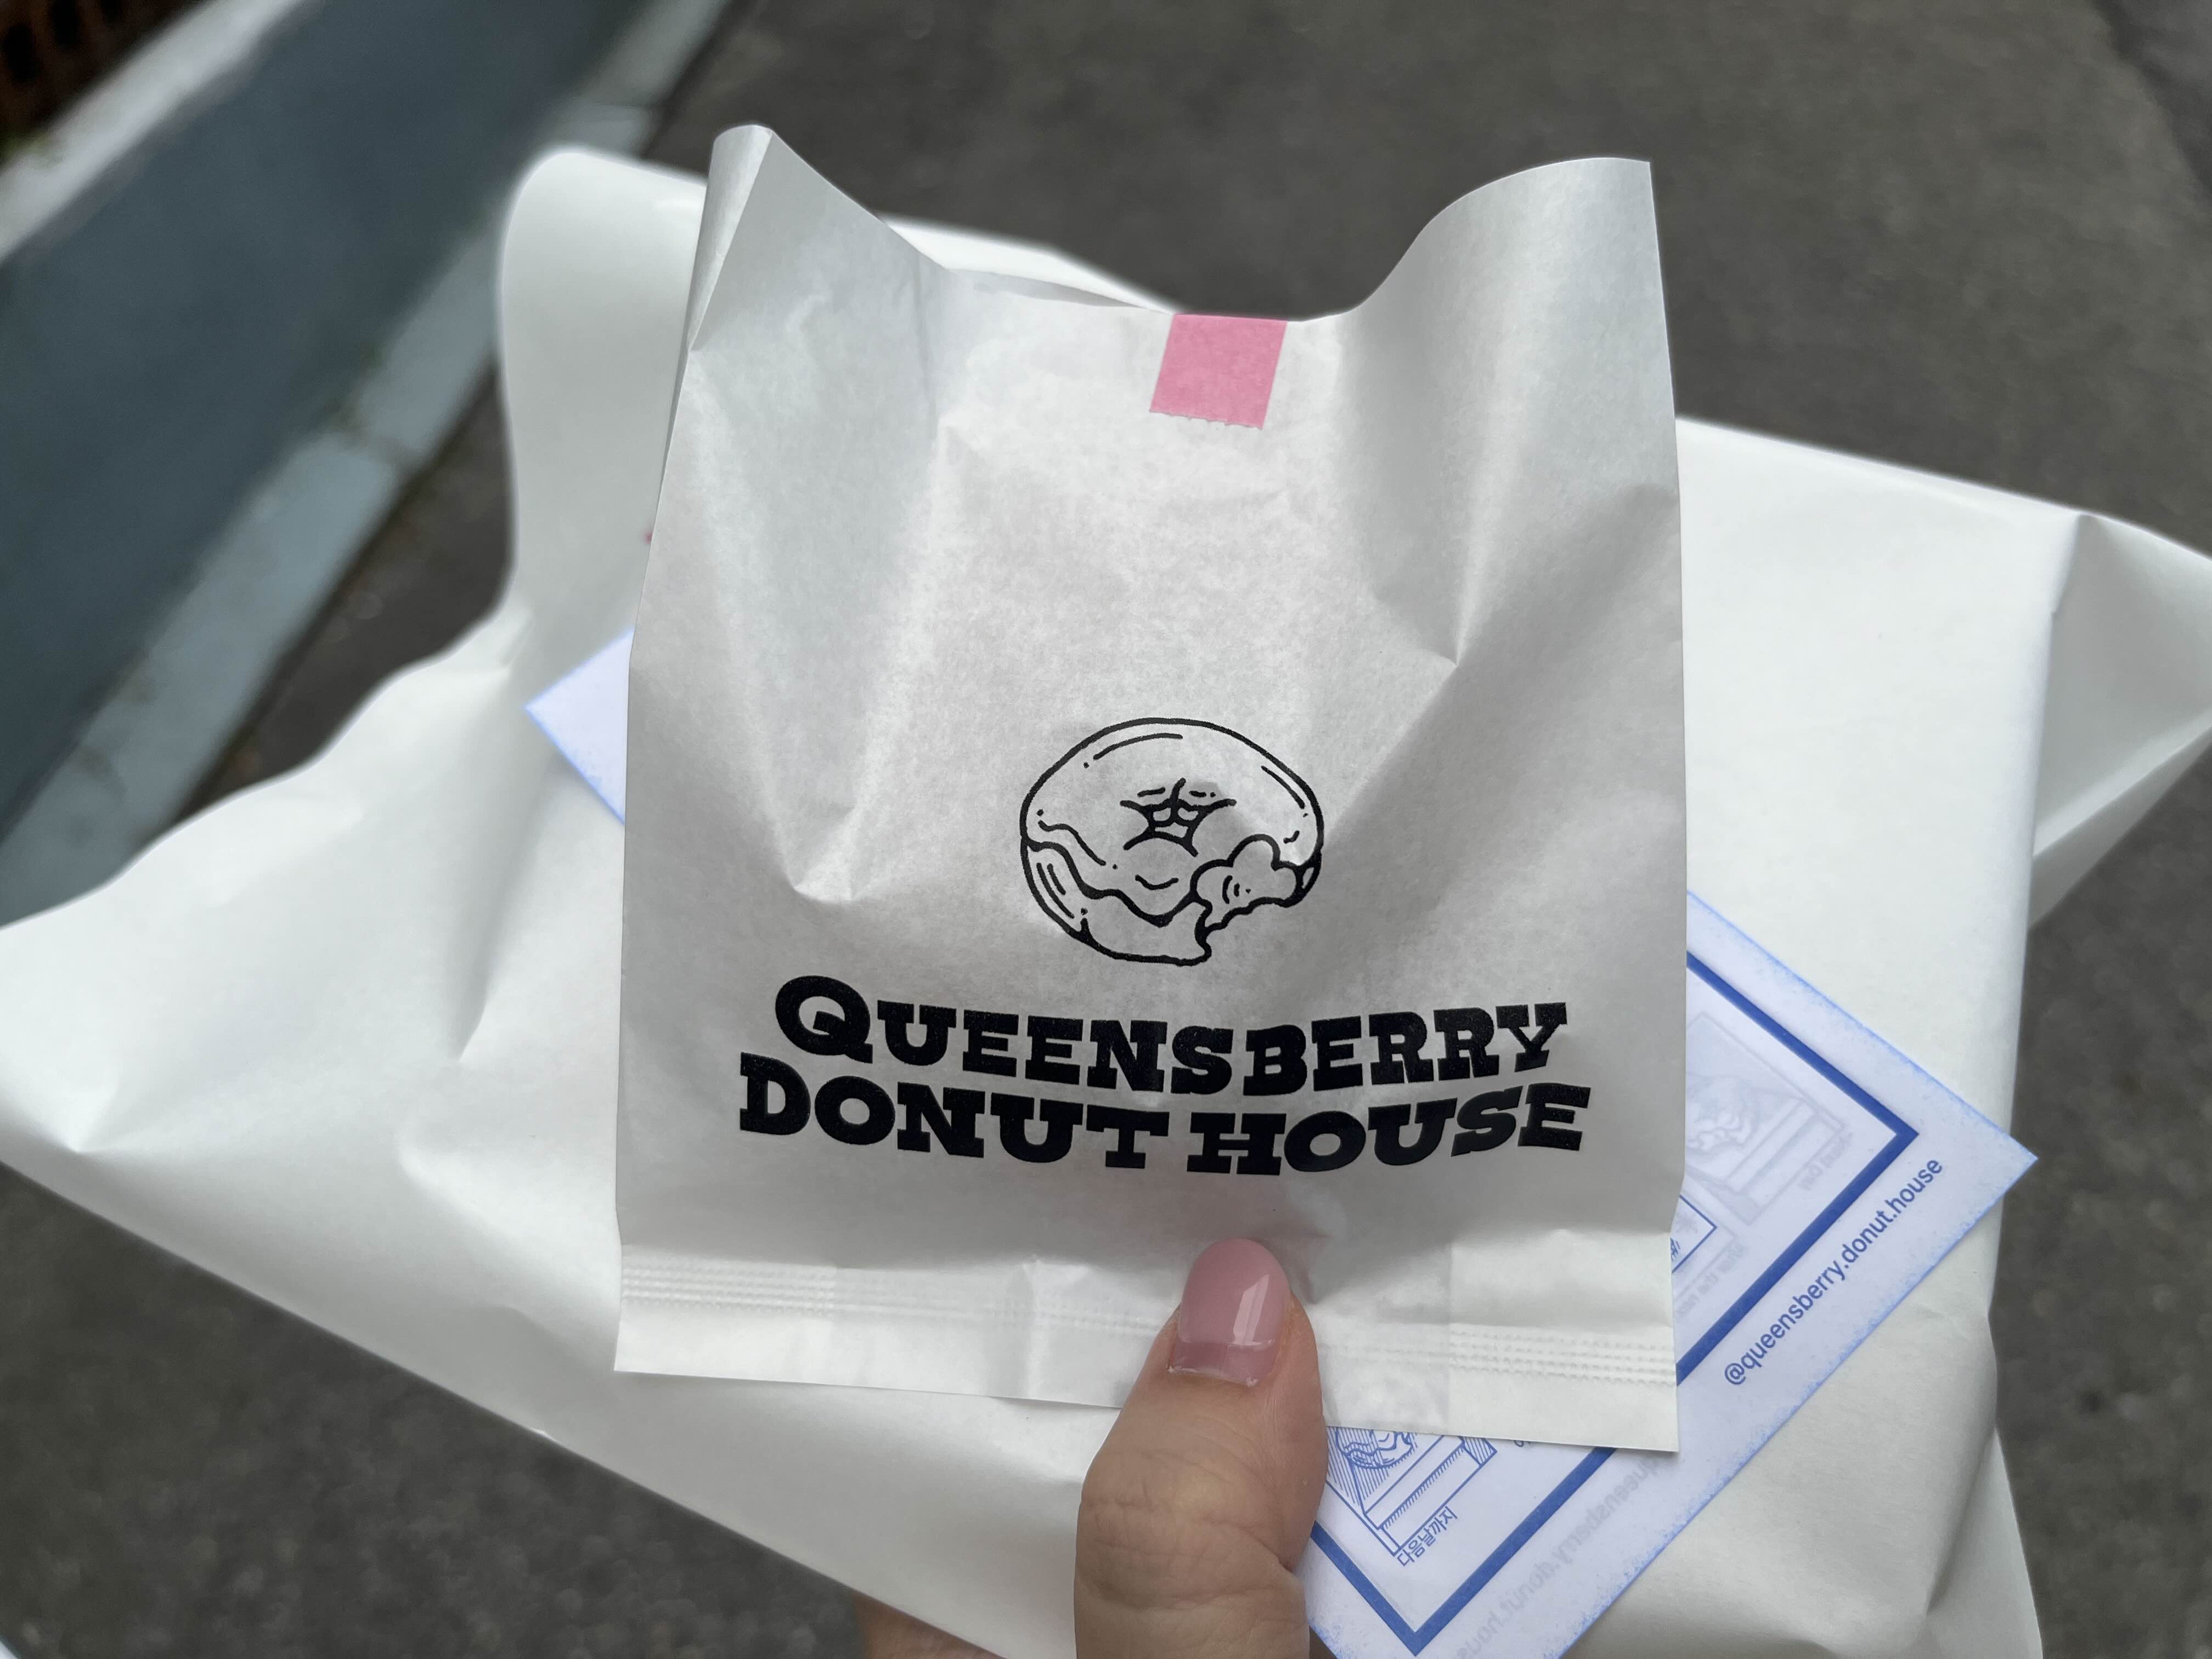 QUEENSBERRY
DONUT HOUSE
@queensberry.donut.house
다음날까지